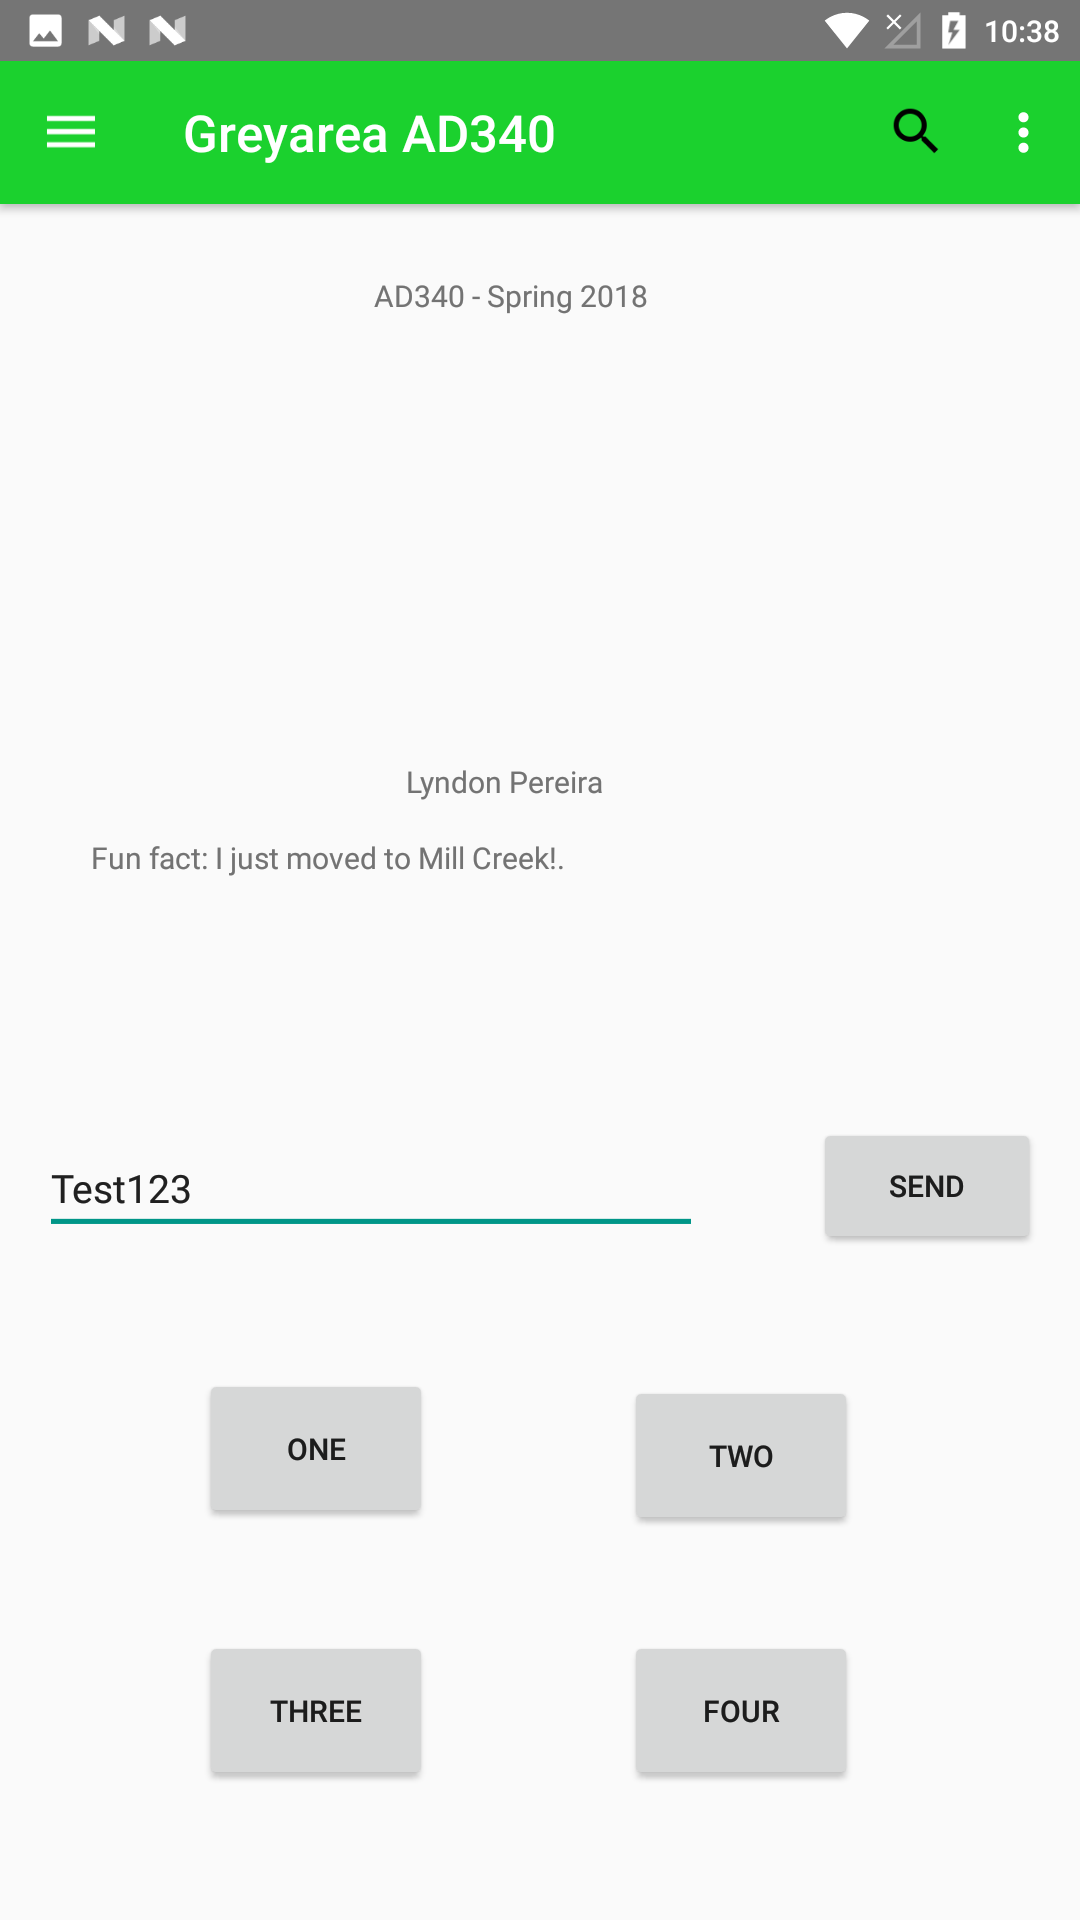 10:38
Greyarea AD340
AD340 - Spring 2018
Lyndon Pereira
Fun fact: I just moved to Mill Creek!.
Test123
SEND
ONE
TWO
THREE
FOUR